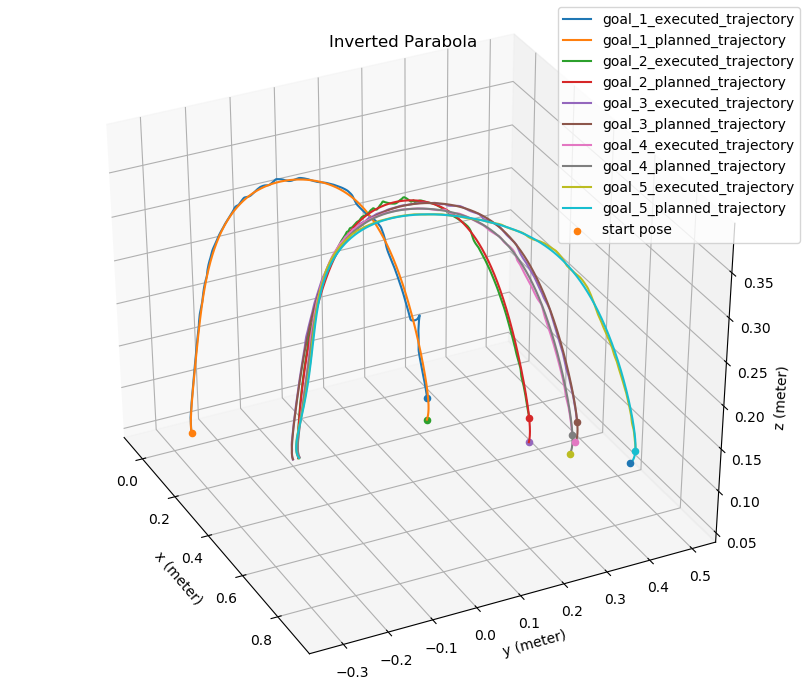 Inverted Parabola
goal_1_executed_trajectory
goal_1_planned_trajectory
goal_2_executed_trajectory
goal_2_planned_trajectory
goal_3_executed_trajectory
goal_3_planned_trajectory
goal_4_executed_trajectory
goal_4_planned_trajectory
goal_5_executed_trajectory
goal_5_planned_trajectory
start pose
0.35
0.30
0.25
0.20
0.15
0.10
0.05
z (meter)
0.0
0.2
0.4
0.6
0.8
x (meter)
−0.3
−0.2
−0.1
0.0
0.1
0.2
0.3
0.4
0.5
y (meter)